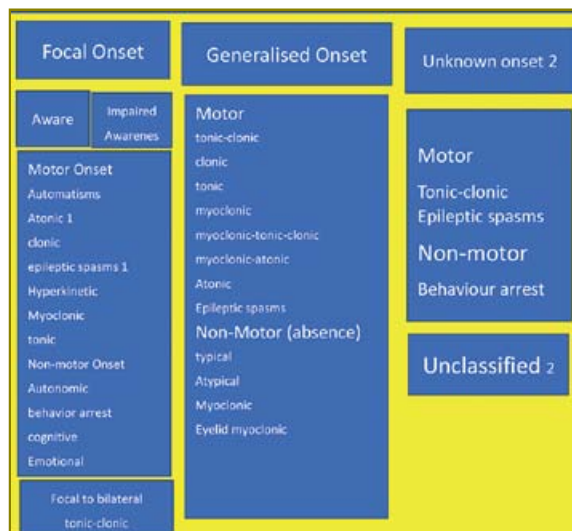 Focal Onset
Aware
Impaired
Awarenes
Motor Onset
Automatisms
Atonic 1
clonic
epileptic spasms 1
Hyperkinetic
Myoclonic
tonic
Non-motor Onset
Autonomic
behavior arrest
cognitive
Emotional
Focal to bilateral
tonic-clonic
Generalised Onset
Motor
tonic-clonic
clonic
tonic
myoclonic
myoclonic-tonic-clonic
myoclonic-atonic
Atonic
Epileptic spasms
Non-Motor (absence)
typical
Atypical
Myoclonic
Eyelid myoclonic
Unknown onset 2
Motor
Tonic-clonic
Epileptic spasms
Non-motor
Behaviour arrest
Unclassified 2